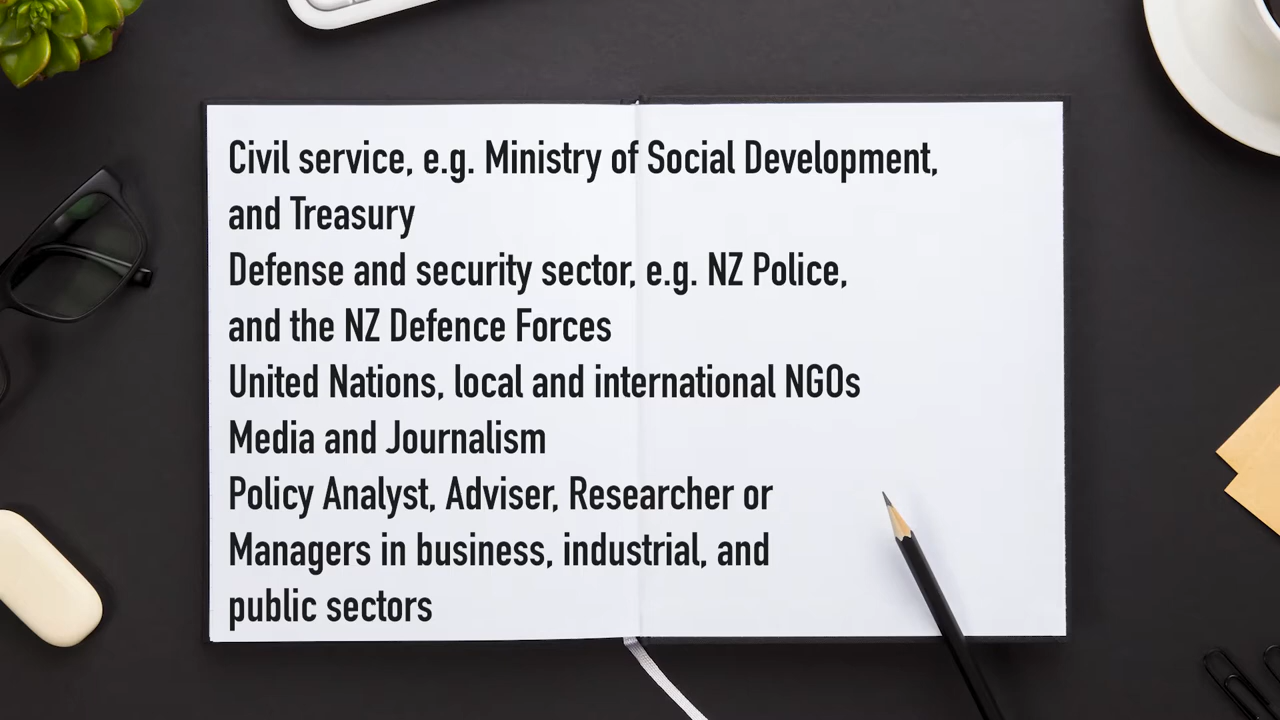 Civil service, e.g. Ministry of Social Development,
and Treasury
Defense and security sector, e.g. NZ Police,
and the NZ Defence Forces
United Nations, local and international NGOs
Media and Journalism
Policy Analyst, Adviser, Researcher or
Managers in business, industrial, and
public sectors